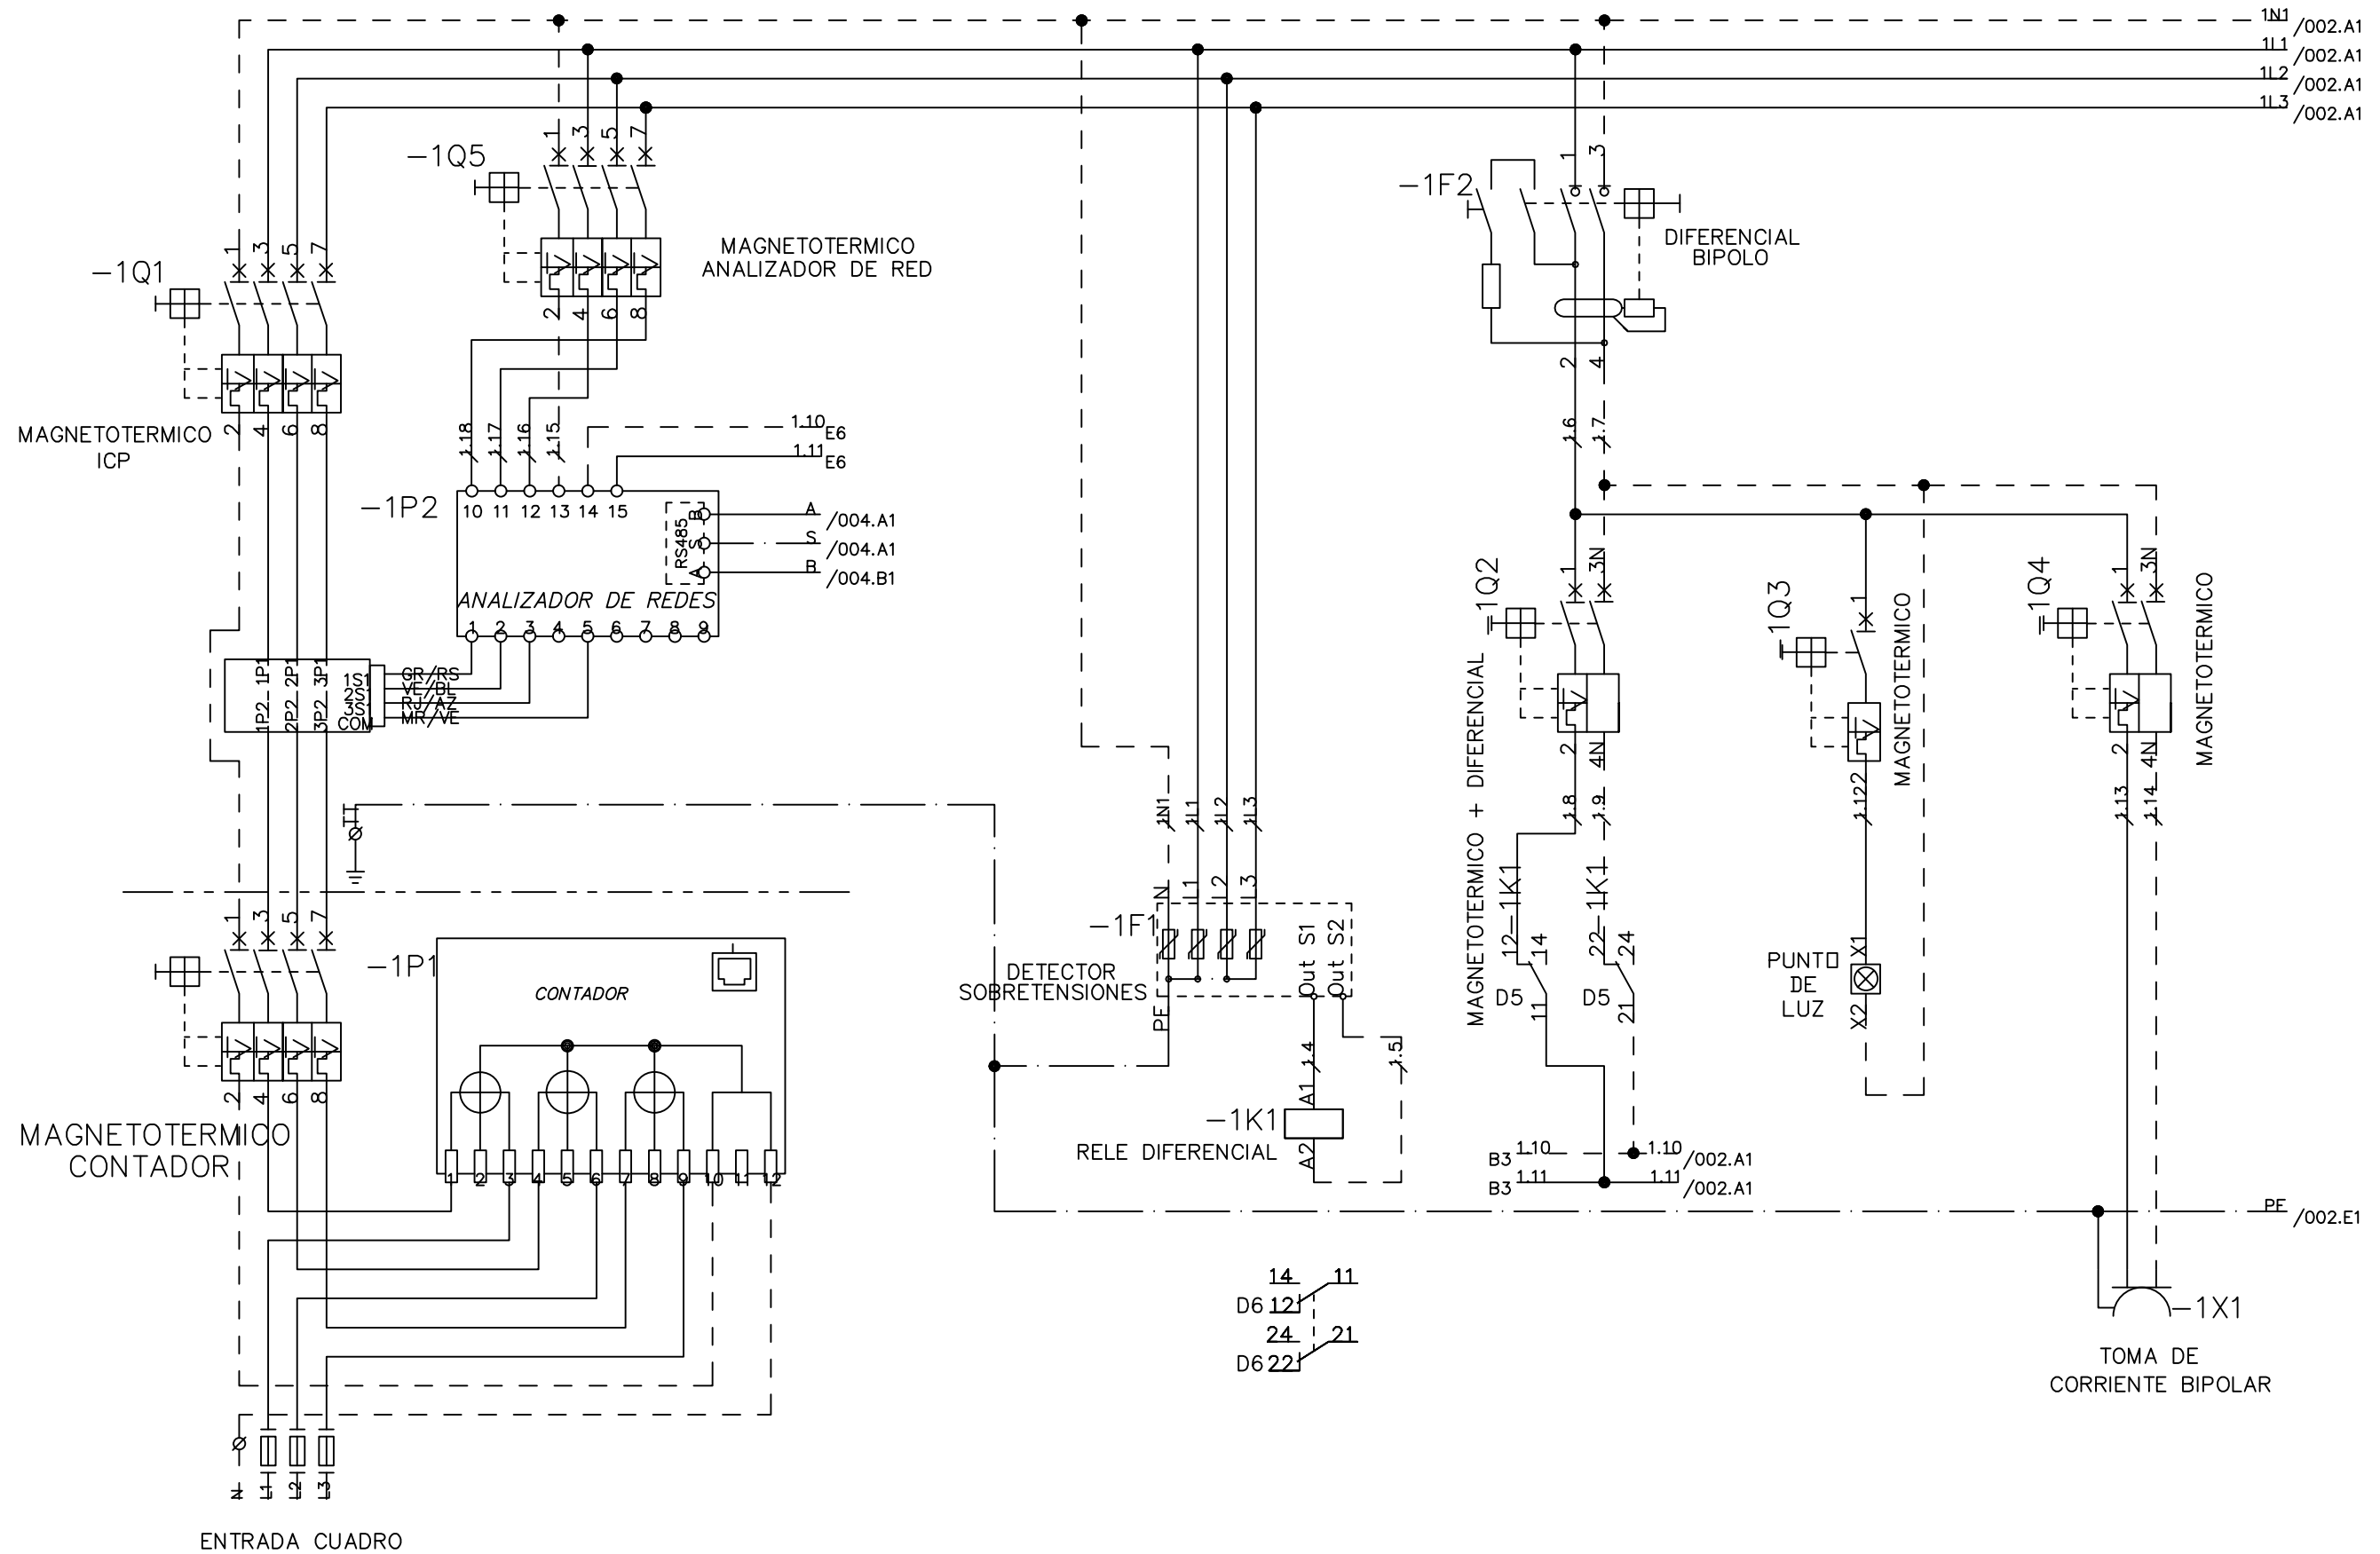 1N1
/002.A1
1L1
/002.A1
1L2
/002.A1
1L3
/002.A1
-1Q5
1 3 5 7
MAGNETOTERMICO
ANALIZADOR DE RED
2 4 6 8
-1Q1
1 3 5 7
MAGNETOTERMICO
ICP
2 4 6 8
-1F2
1 3
DIFERENCIAL
BIPOLO
2 4
1.6 1.7
1.18 1.17 1.16 1.15
1.10
E6
1.11
E6
-1P2
10 11 12 13 14 15
RS485
B
S
A
A
/004.A1
S
/004.A1
B
/004.B1
ANALIZADOR DE REDES
1 2 3 4 5 6 7 8 9
1P1 2P1 3P1
1P2 2P2 3P2
1S1
2S1
3S1
COM
GR/RS
VE/BL
RJ/AZ
MR/VE
TT
1Q2
1 3N
2 4N
MAGNETOTERMICO + DIFERENCIAL
1.8 1.9
1Q3
1
MAGNETOTERMICO
2
1.12
1Q4
1 3N
2 4N
MAGNETOTERMICO
1.13 1.14
1N1 1L1 1L2 1L3
N L1 L2 L3
-1F1
Out S1
Out S2
DETECTOR
SOBRETENSIONES
PE
1.4
1.5
A1
-1K1
RELE DIFERENCIAL
A2
-1K1
12 14
D5
11
-1K1
22 24
D5
21
PUNTO
DE
LUZ
X1
X2
B3
1.10
1.10
/002.A1
B3
1.11
1.11
/002.A1
PE
/002.E1
1 3 5 7
2 4 6 8
MAGNETOTERMICO
CONTADOR
-1P1
CONTADOR
1 2 3 4 5 6 7 8 9 10 11 12
14 11
D6 12
24 21
D6 22
-1X1
TOMA DE
CORRIENTE BIPOLAR
N L1 L2 L3
ENTRADA CUADRO